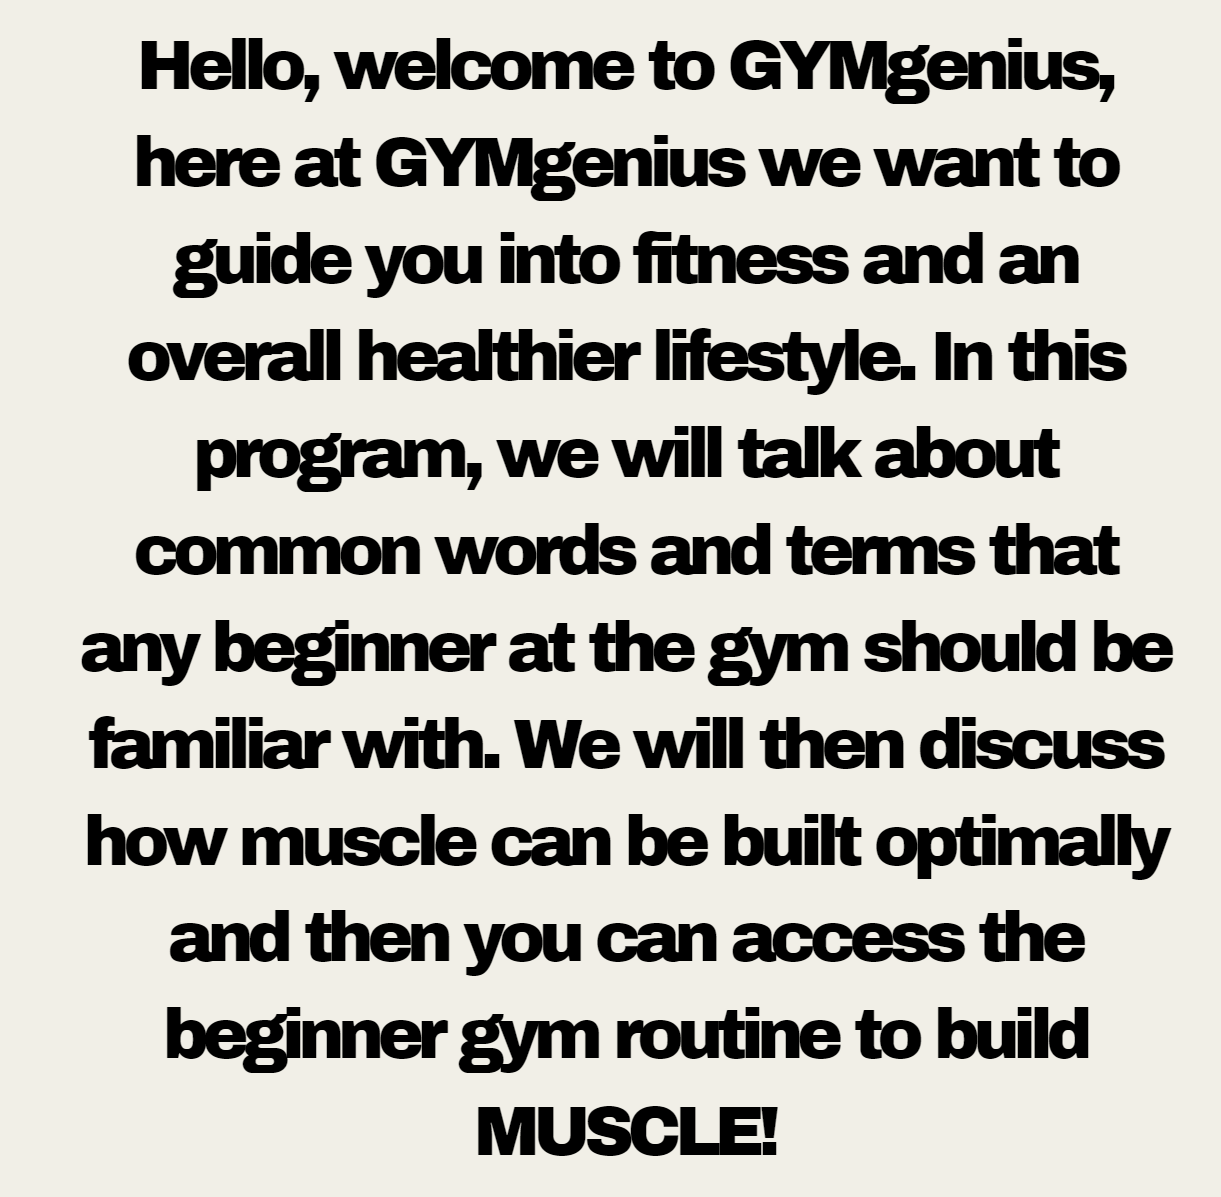 Hello, welcome to GYMgenius,
here at GYMgenius we want to
guide you into fitness and an
overall healthier lifestyle. In this
program, we will talk about
common words and terms that
any beginner at the gym should be
familiar with. We will then discuss
how muscle can be built optimally
and then you can access the
beginner gym routine to build
MUSCLE!